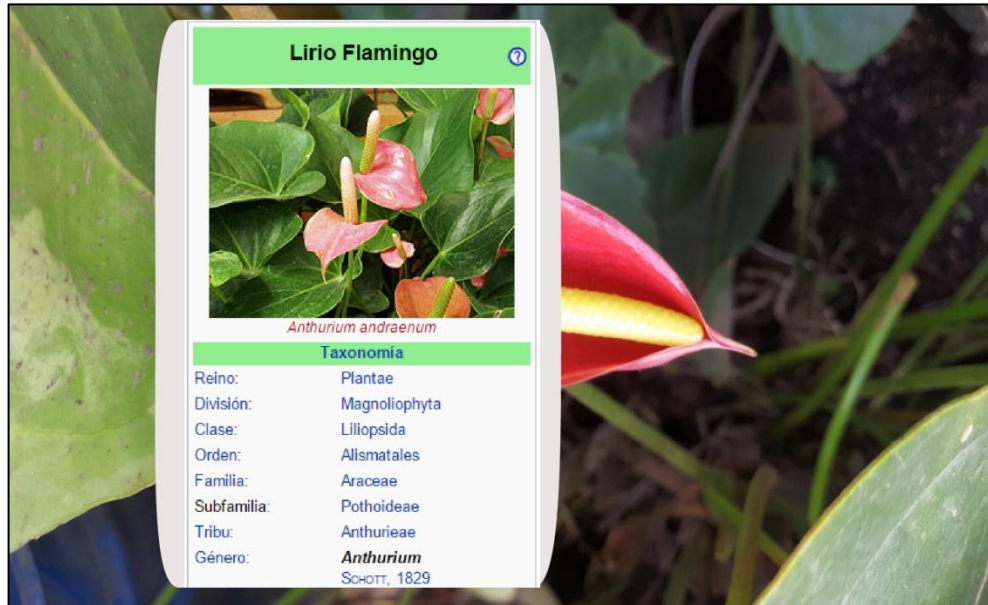 Lirio Flamingo
?
Anthurium andraenum
Taxonomía
Reino: Plantae
División: Magnoliophyta
Clase: Liliopsida
Orden: Alismatales
Familia: Araceae
Subfamilia: Pothoideae
Tribu: Anthurieae
Género: Anthurium
SCHOTT, 1829